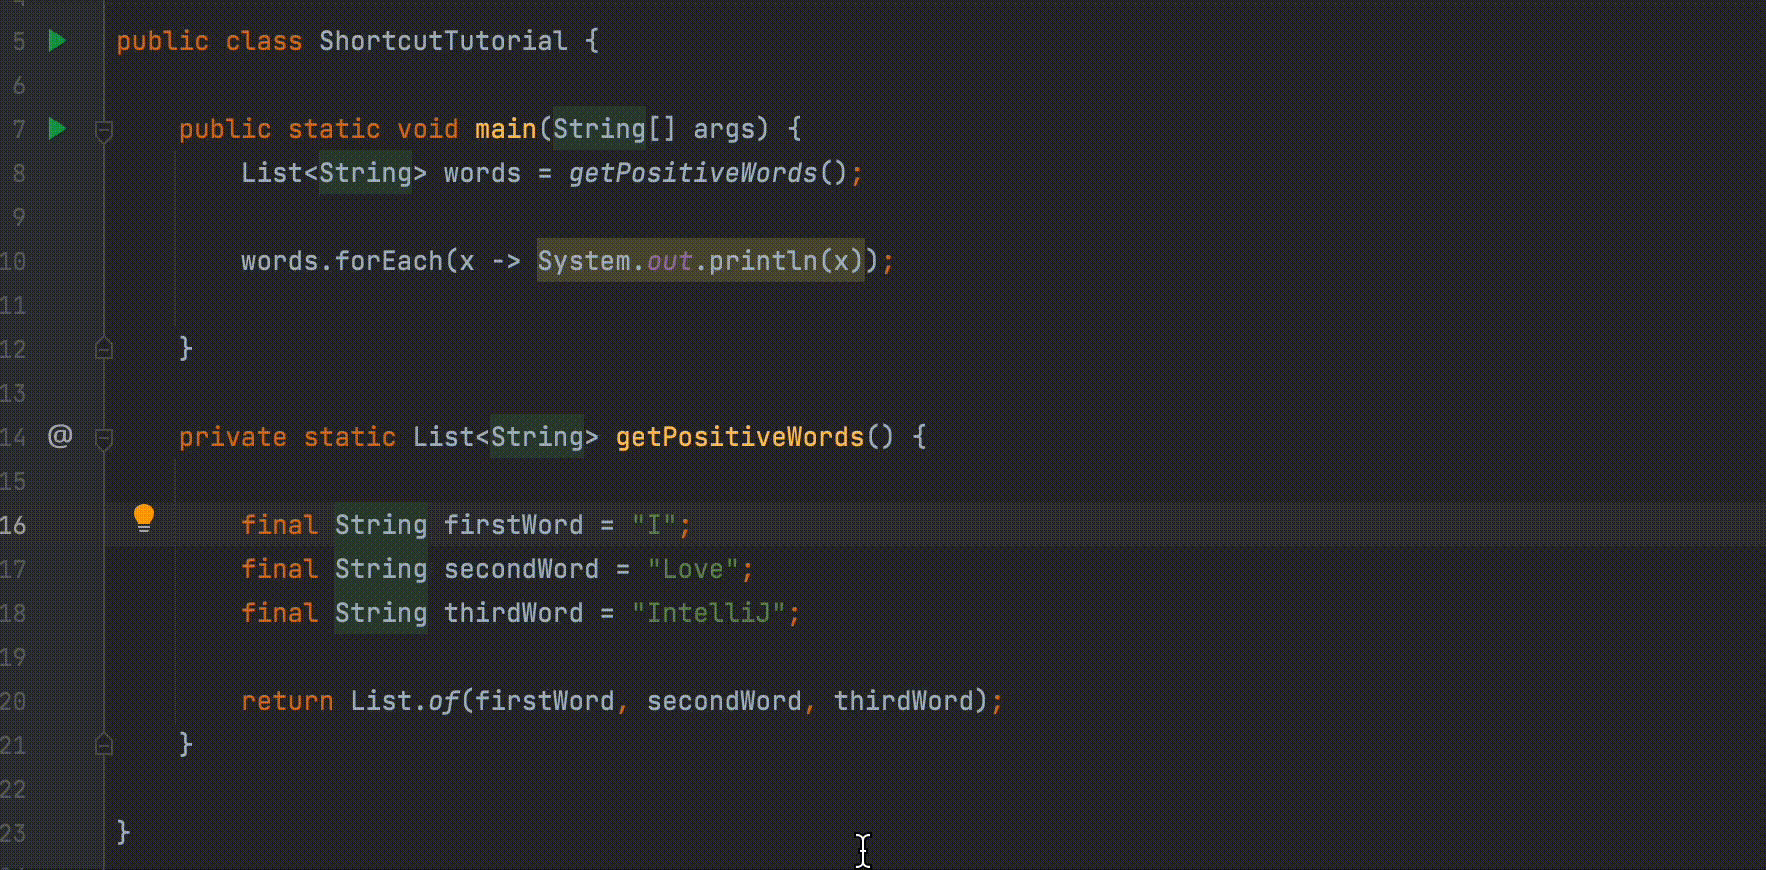 5 public class ShortcutTutorial {
6
7 public static void main(String[] args) {
8 List<String> words = getPositiveWords();
9
10 words.forEach(x -> System.out.println(x));
11
12 }
13
14 @ private static List<String> getPositiveWords() {
15
16 final String firstWord = "I";
17 final String secondWord = "Love";
18 final String thirdWord = "IntelliJ";
19
20 return List.of(firstWord, secondWord, thirdWord);
21 }
22
23 }